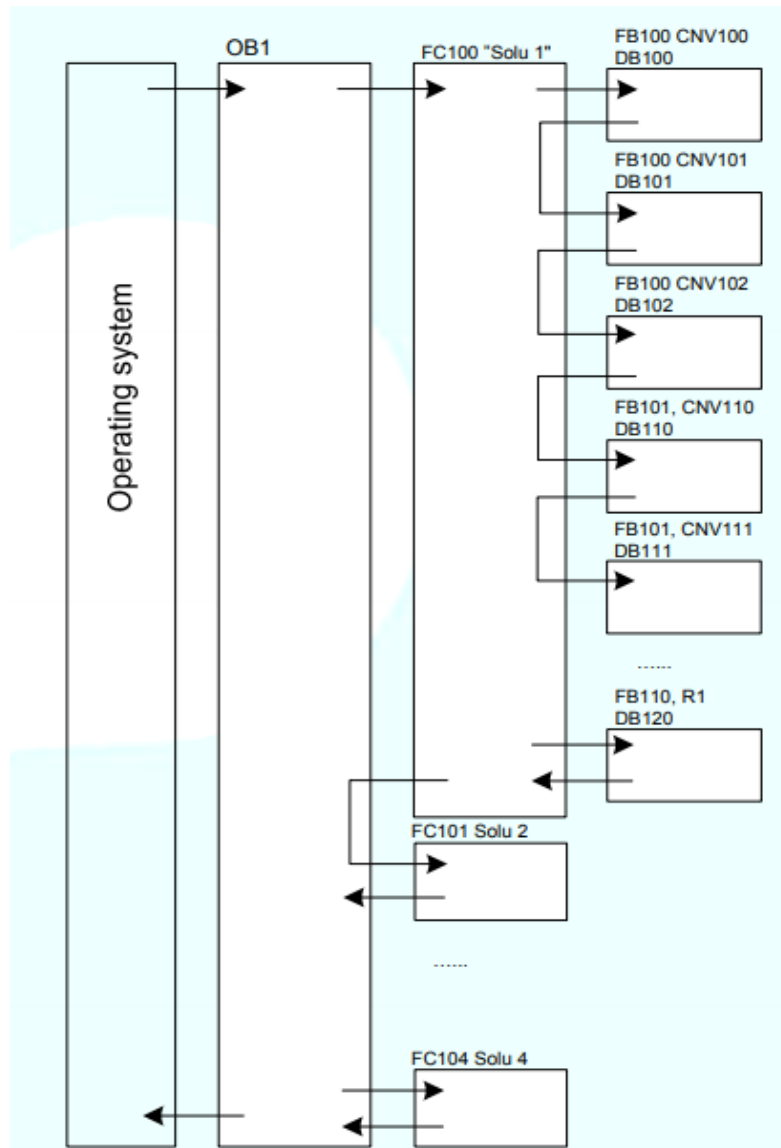 OB1
FC100 "Solu 1"
FB100 CNV100
DB100
FB100 CNV101
DB101
FB100 CNV102
DB102
Operating system
FB101, CNV110
DB110
FB101, CNV111
DB111
......
FB110, R1
DB120
FC101 Solu 2
......
FC104 Solu 4